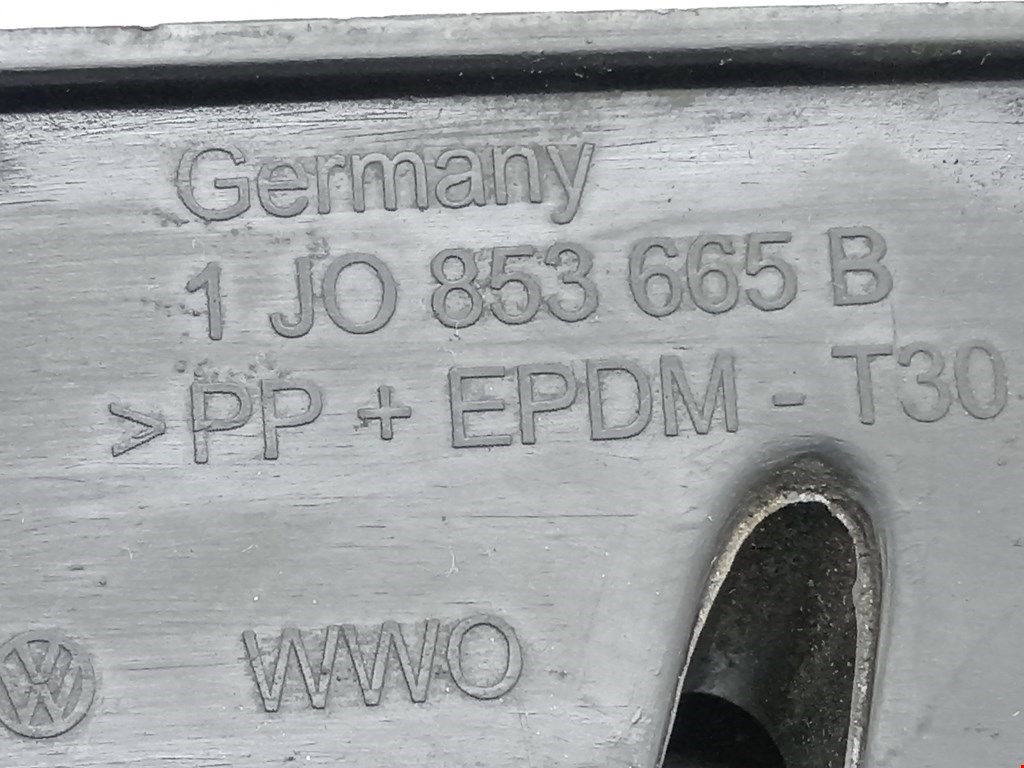 Germany
1 JO 853 665 B
>PP + EPDM - T30
WWO